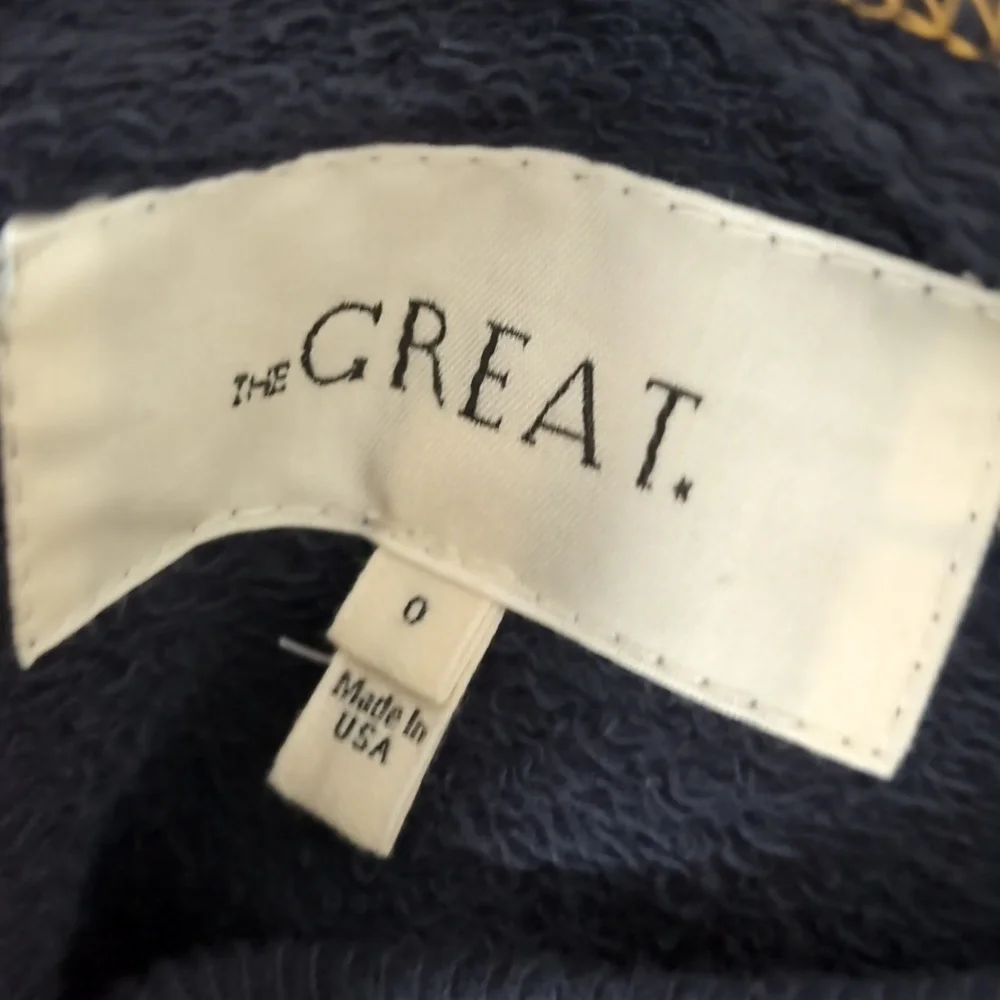 THE GREAT.
0
Made In
USA